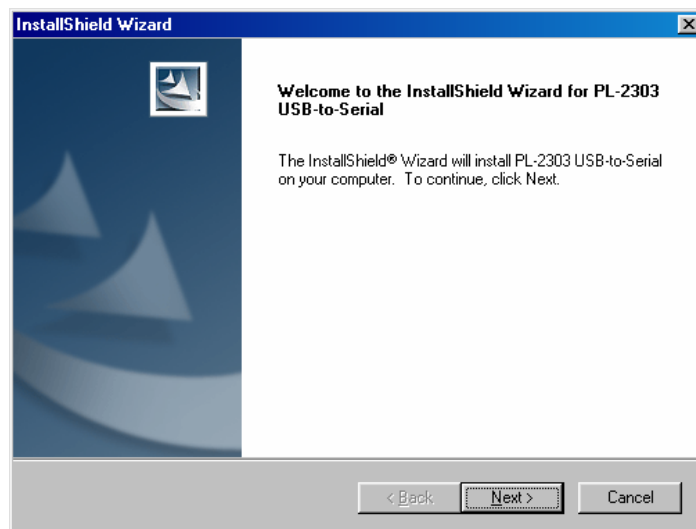 InstallShield Wizard
Welcome to the InstallShield Wizard for PL-2303
USB-to-Serial
The InstallShield® Wizard will install PL-2303 USB-to-Serial
on your computer.  To continue, click Next.
< Back
Next >
Cancel